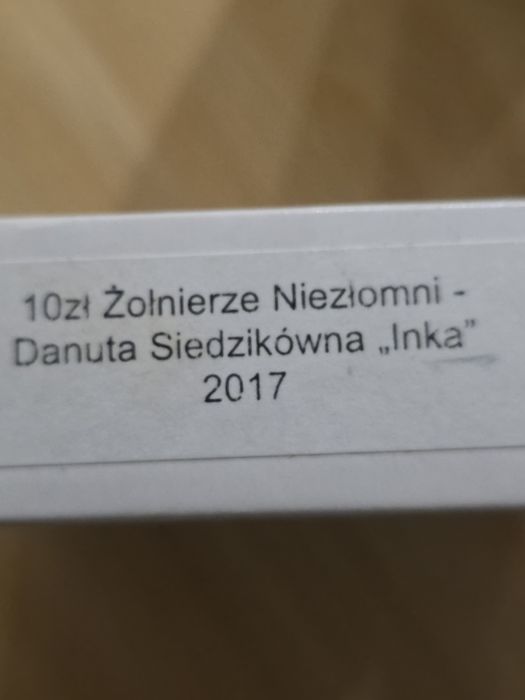 10zł Żołnierze Niezłomni -
Danuta Siedzikówna „Inka”
2017